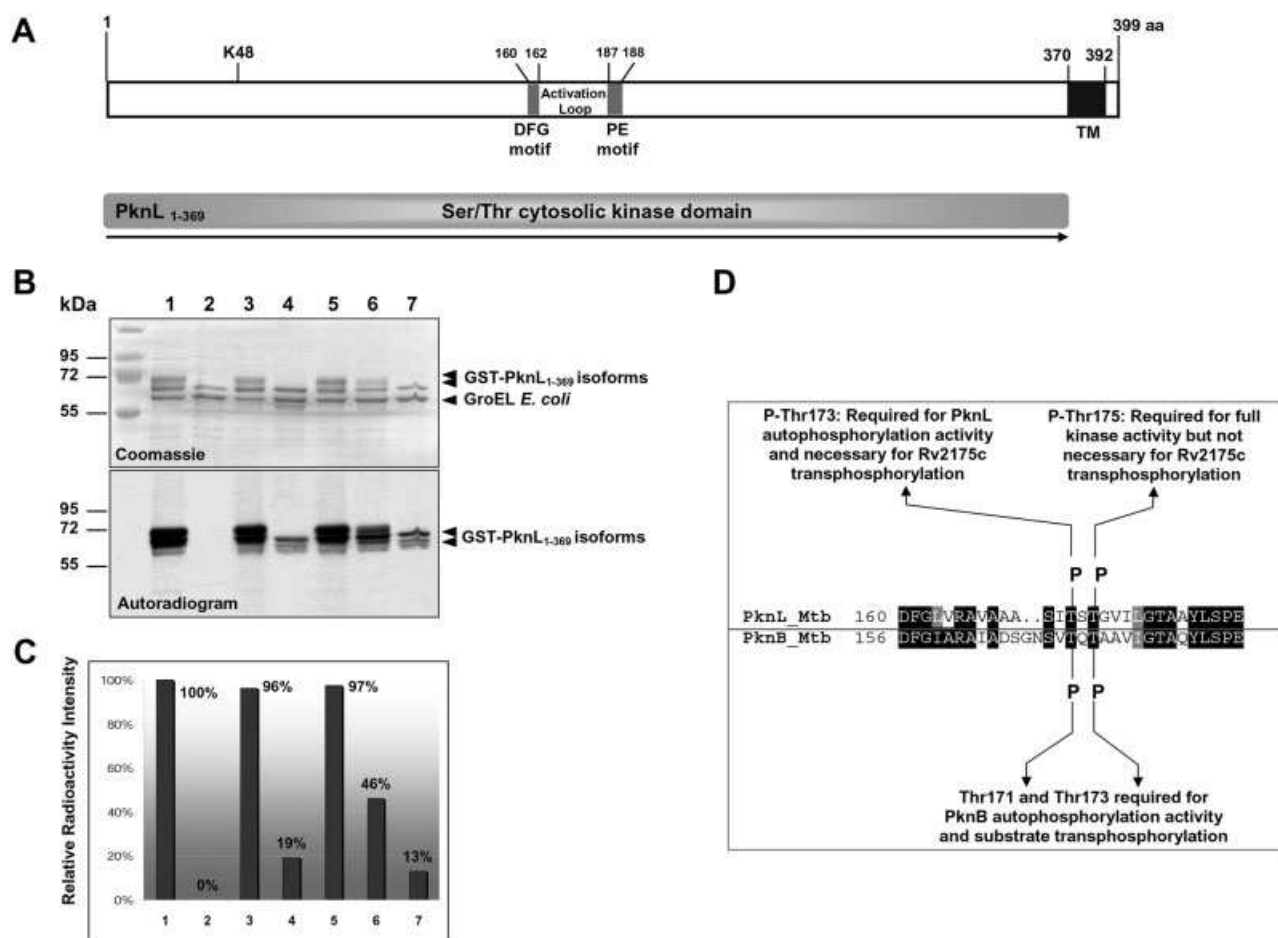 A
1
399 aa
K48
160 162
187 188
370 392
Activation
Loop
DFG
motif
PE
motif
TM
PknL 1-369
Ser/Thr cytosolic kinase domain
B
kDa 1 2 3 4 5 6 7
95
72
55
GST-PknL1-369 isoforms
GroEL E. coli
Coomassie
95
72
55
GST-PknL1-369 isoforms
Autoradiogram
C
Relative Radioactivity Intensity
100%
80%
60%
40%
20%
0%
100%
0%
96%
19%
97%
46%
13%
1 2 3 4 5 6 7
D
P-Thr173: Required for PknL
autophosphorylation activity
and necessary for Rv2175c
transphosphorylation
P-Thr175: Required for full
kinase activity but not
necessary for Rv2175c
transphosphorylation
P P
PknL_Mtb 160 DFGLVRAVAAA..SITSTGVILGTAAYLSPE
PknB_Mtb 156 DFGIARAIADSGNSVTQTAAVIGTAQYLSPE
P P
Thr171 and Thr173 required for
PknB autophosphorylation activity
and substrate transphosphorylation